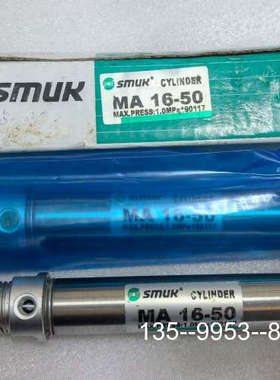 SMUK
SMUK CYLINDER
MA 16-50
MAX.PRESS:1.0MPa*90117
MA 16-50
SMUK CYLINDER
MA 16-50
135--9953--8